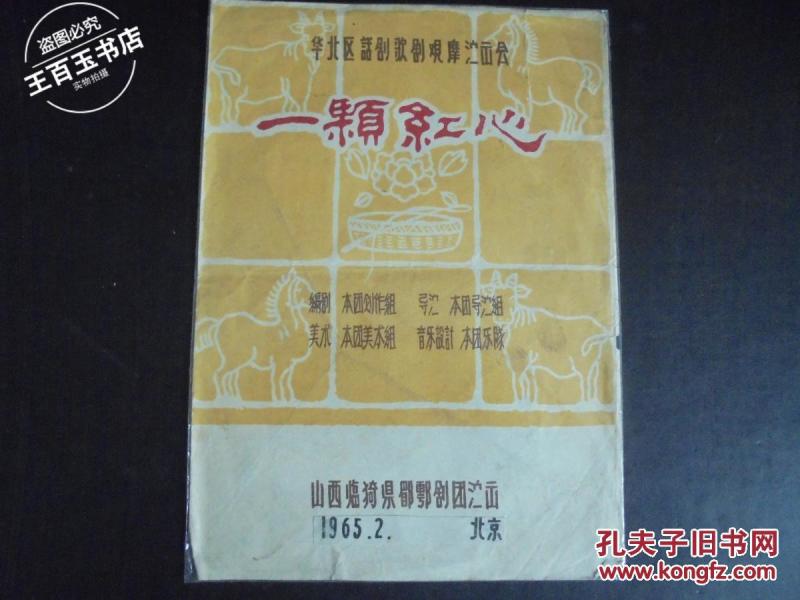 华北区話剧歌剧观摩演出会
一顆紅心
編剧 本团创作組 导演 本团导演組
美术 本团美术組 音乐設計 本团乐隊
山西临猗県郿鄠剧团演出
1965.2. 北京
盗图必究
王百玉书店
实物拍摄
孔夫子旧书网
www.kongfz.com